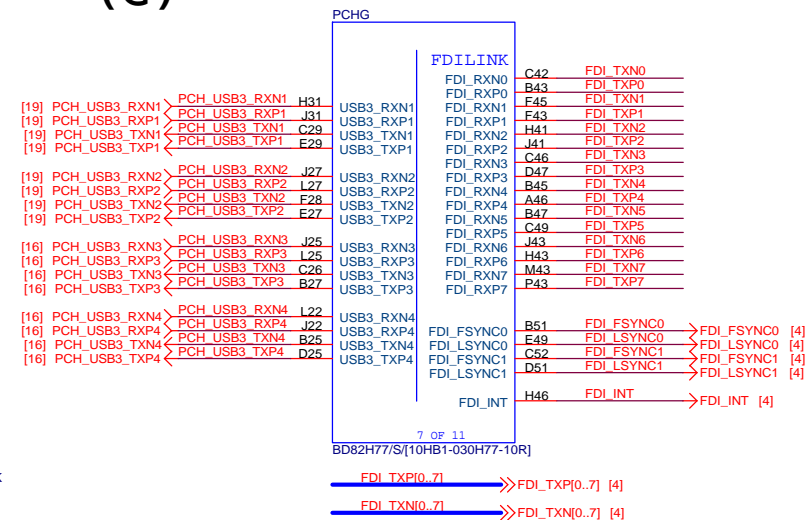 (G)
PCHG
FDILINK
[19] PCH_USB3_RXN1 PCH_USB3_RXN1 H31 USB3_RXN1
[19] PCH_USB3_RXP1 PCH_USB3_RXP1 J31 USB3_RXP1
[19] PCH_USB3_TXN1 PCH_USB3_TXN1 C29 USB3_TXN1
[19] PCH_USB3_TXP1 PCH_USB3_TXP1 E29 USB3_TXP1
[19] PCH_USB3_RXN2 PCH_USB3_RXN2 J27 USB3_RXN2
[19] PCH_USB3_RXP2 PCH_USB3_RXP2 L27 USB3_RXP2
[19] PCH_USB3_TXN2 PCH_USB3_TXN2 F28 USB3_TXN2
[19] PCH_USB3_TXP2 PCH_USB3_TXP2 E27 USB3_TXP2
[16] PCH_USB3_RXN3 PCH_USB3_RXN3 J25 USB3_RXN3
[16] PCH_USB3_RXP3 PCH_USB3_RXP3 L25 USB3_RXP3
[16] PCH_USB3_TXN3 PCH_USB3_TXN3 C26 USB3_TXN3
[16] PCH_USB3_TXP3 PCH_USB3_TXP3 B27 USB3_TXP3
[16] PCH_USB3_RXN4 PCH_USB3_RXN4 L22 USB3_RXN4
[16] PCH_USB3_RXP4 PCH_USB3_RXP4 J22 USB3_RXP4
[16] PCH_USB3_TXN4 PCH_USB3_TXN4 B25 USB3_TXN4
[16] PCH_USB3_TXP4 PCH_USB3_TXP4 D25 USB3_TXP4
FDI_RXN0 C42 FDI_TXN0
FDI_RXP0 B43 FDI_TXP0
FDI_RXN1 F45 FDI_TXN1
FDI_RXP1 F43 FDI_TXP1
FDI_RXN2 H41 FDI_TXN2
FDI_RXP2 J41 FDI_TXP2
FDI_RXN3 C46 FDI_TXN3
FDI_RXP3 D47 FDI_TXP3
FDI_RXN4 B45 FDI_TXN4
FDI_RXP4 A46 FDI_TXP4
FDI_RXN5 B47 FDI_TXN5
FDI_RXP5 C49 FDI_TXP5
FDI_RXN6 J43 FDI_TXN6
FDI_RXP6 H43 FDI_TXP6
FDI_RXN7 M43 FDI_TXN7
FDI_RXP7 P43 FDI_TXP7
FDI_FSYNC0 B51 FDI_FSYNC0 FDI_FSYNC0 [4]
FDI_LSYNC0 E49 FDI_LSYNC0 FDI_LSYNC0 [4]
FDI_FSYNC1 C52 FDI_FSYNC1 FDI_FSYNC1 [4]
FDI_LSYNC1 D51 FDI_LSYNC1 FDI_LSYNC1 [4]
FDI_INT H46 FDI_INT FDI_INT [4]
7 OF 11
BD82H77/S/[10HB1-030H77-10R]
FDI_TXP[0..7] FDI_TXP[0..7] [4]
FDI_TXN[0..7] FDI_TXN[0..7] [4]